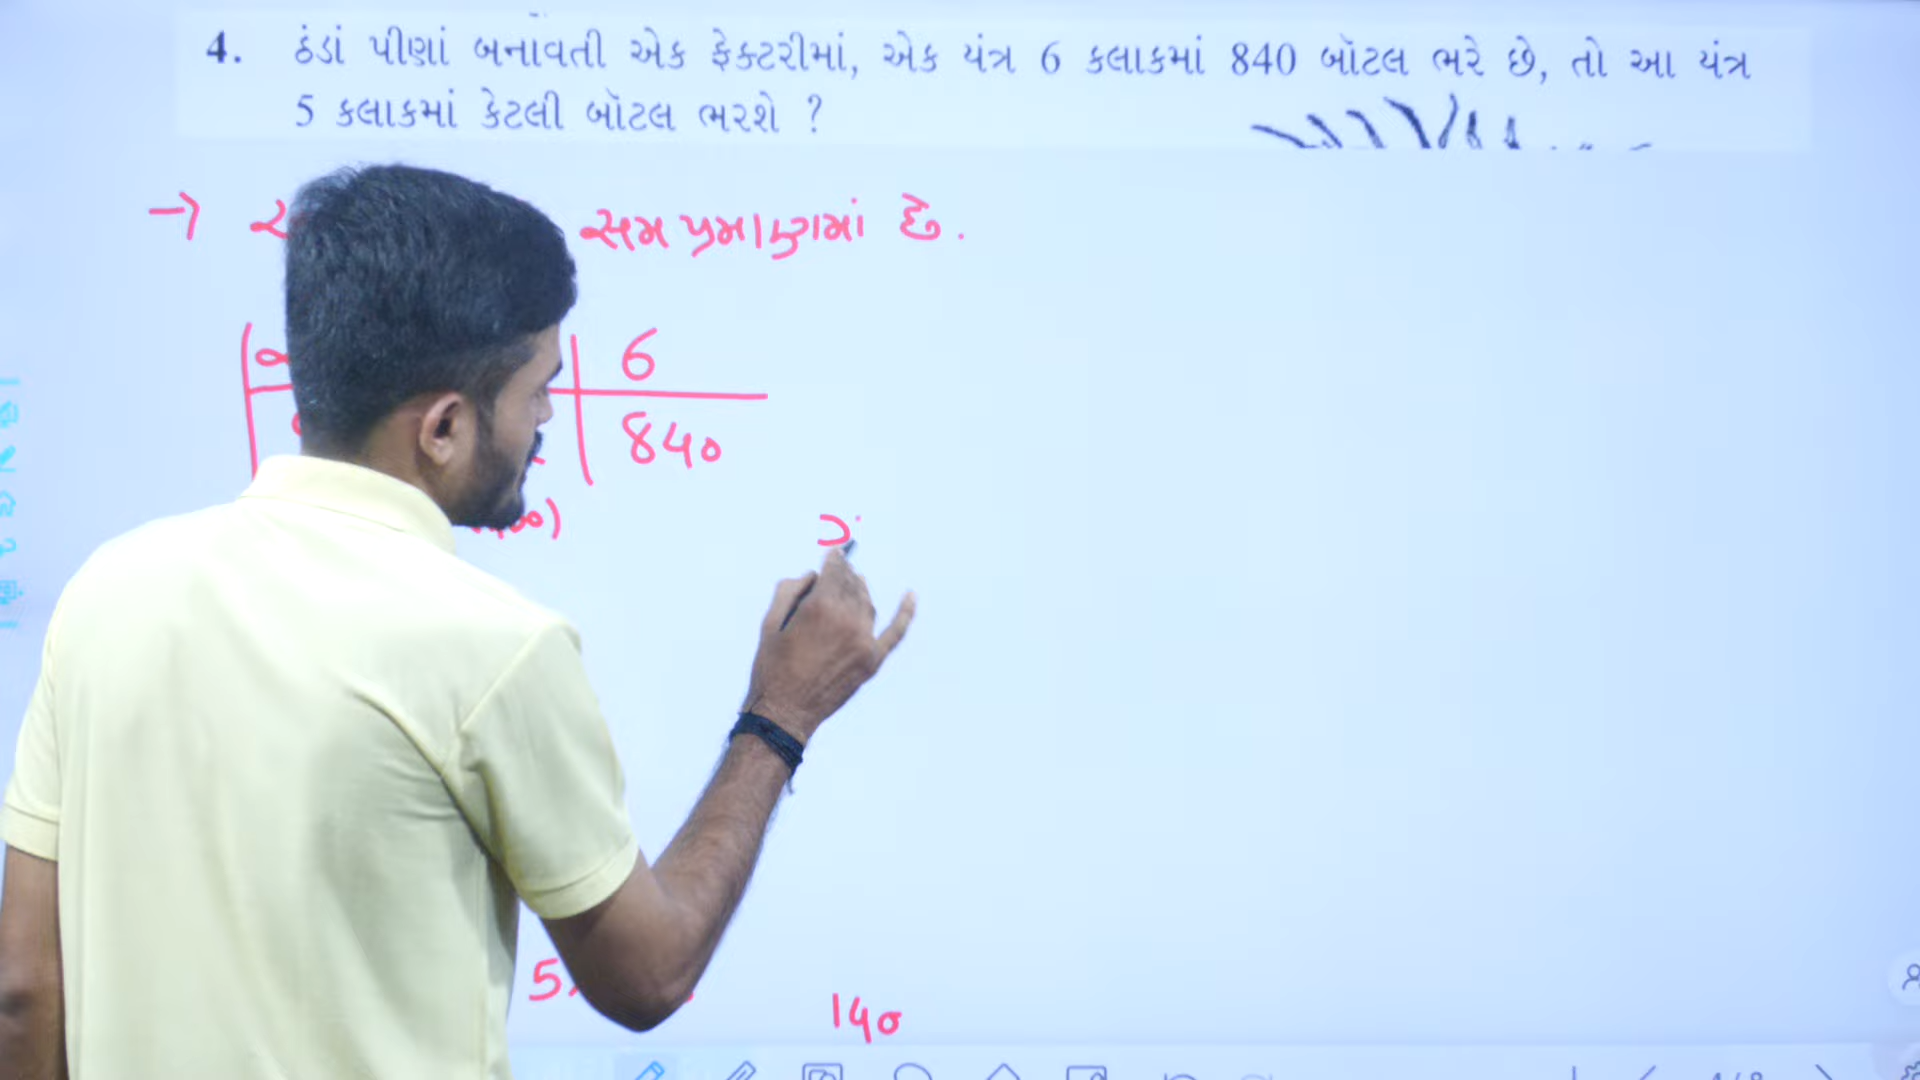 4. ઠંડાં પીણાં બનાવતી એક ફેક્ટરીમાં, એક યંત્ર 6 કલાકમાં 840 બૉટલ ભરે છે, તો આ યંત્ર
5 કલાકમાં કેટલી બૉટલ ભરશે ?
→ સમપ્રમાણમાં છે.
6
840
5
140